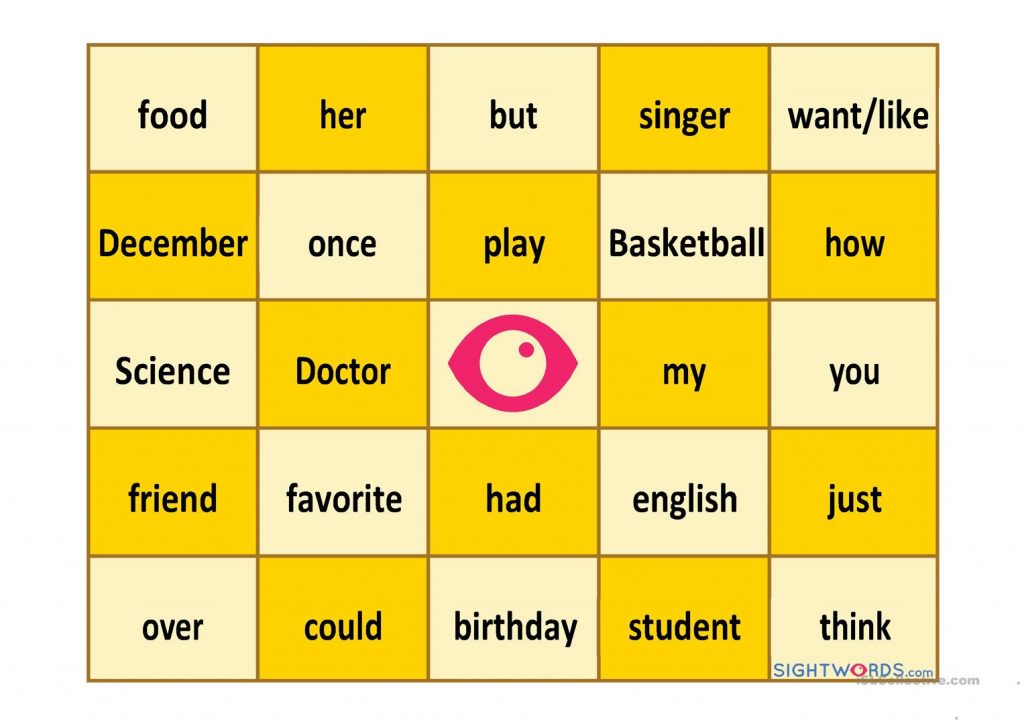 food her but singer want/like
December once play Basketball how
Science Doctor my you
friend favorite had english just
over could birthday student think
SIGHTWORDS.com